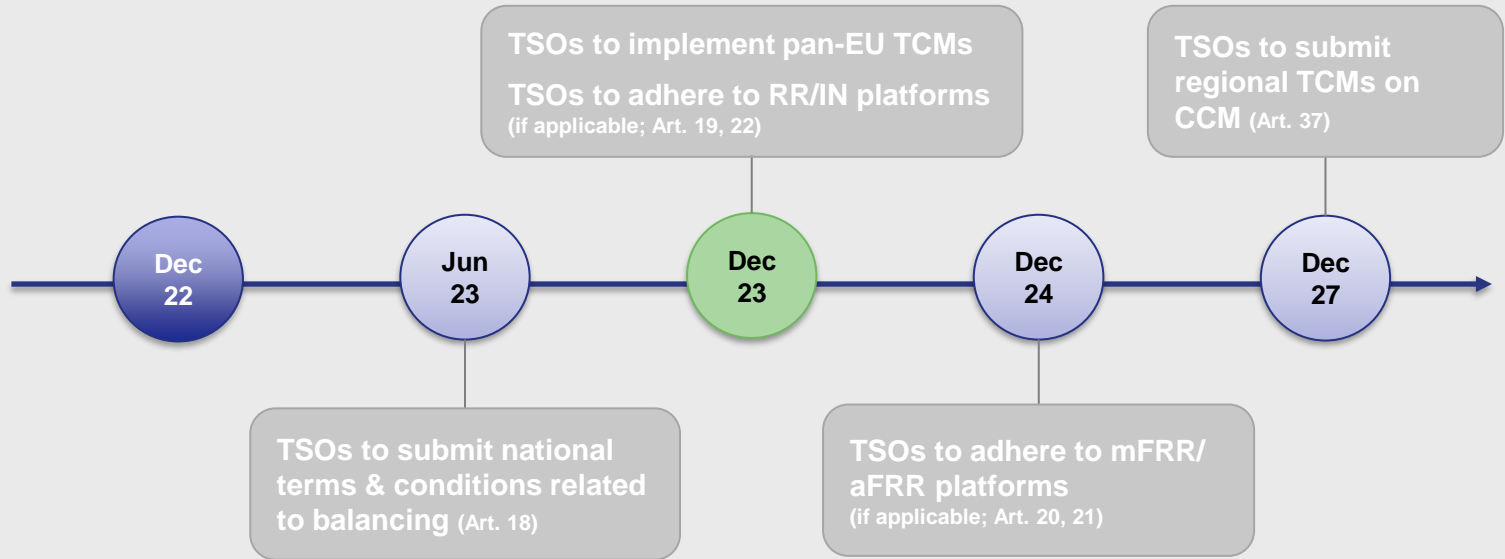 TSOs to implement pan-EU TCMs
TSOs to adhere to RR/IN platforms
(if applicable; Art. 19, 22)
TSOs to submit
regional TCMs on
CCM (Art. 37)
Dec
22
Jun
23
Dec
23
Dec
24
Dec
27
TSOs to submit national
terms & conditions related
to balancing (Art. 18)
TSOs to adhere to mFRR/
aFRR platforms
(if applicable; Art. 20, 21)